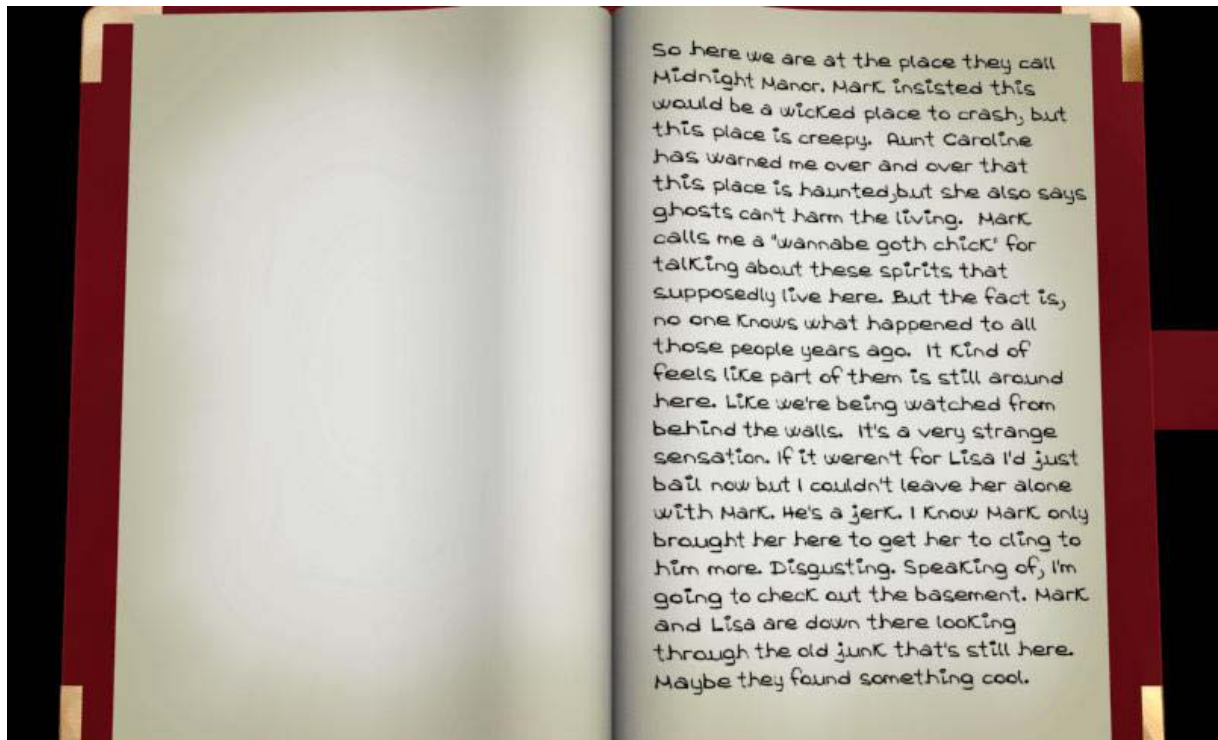 So here we are at the place they call
Midnight Manor. Mark insisted this
would be a wicked place to crash, but
this place is creepy. Aunt Caroline
has warned me over and over that
this place is haunted,but she also says
ghosts can't harm the living. Mark
calls me a "wannabe goth chick" for
talking about these spirits that
supposedly live here. But the fact is,
no one knows what happened to all
those people years ago. It kind of
feels like part of them is still around
here. Like we're being watched from
behind the walls. It's a very strange
sensation. If it weren't for Lisa I'd just
bail now but I couldn't leave her alone
with Mark. He's a jerk. I know Mark only
brought her here to get her to cling to
him more. Disgusting. Speaking of, I'm
going to check out the basement. Mark
and Lisa are down there looking
through the old junk that's still here.
Maybe they found something cool.